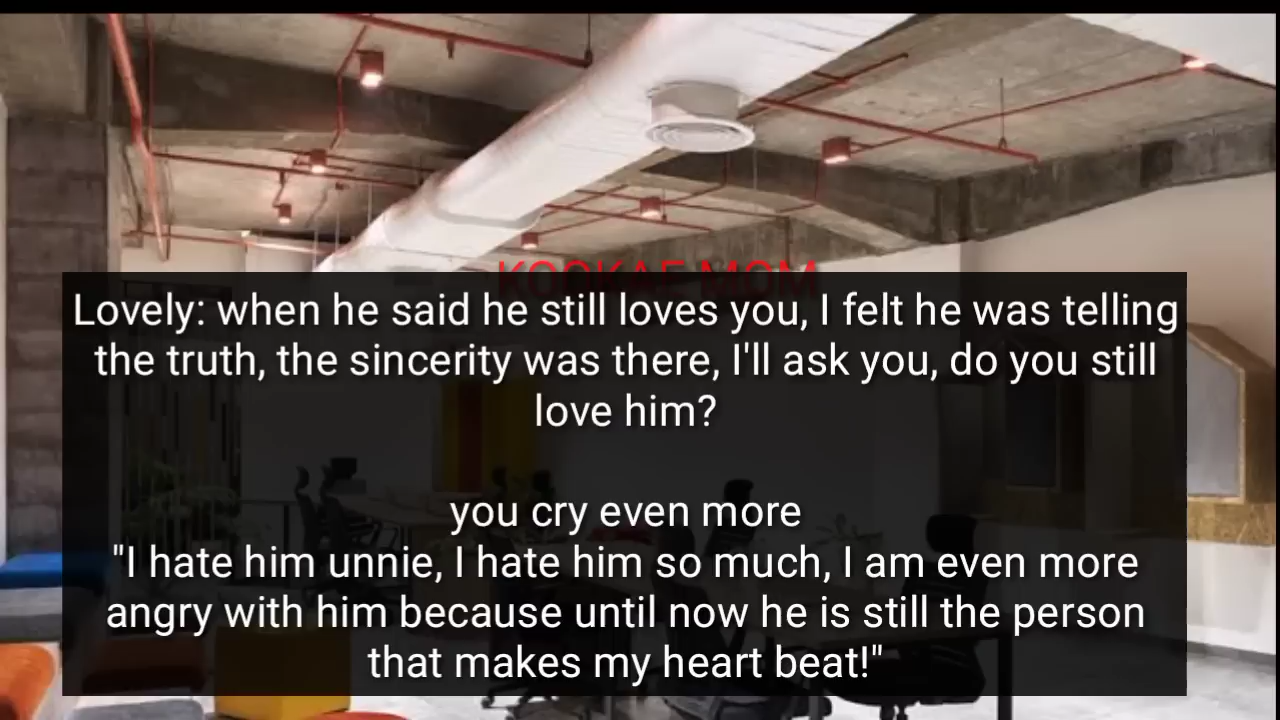 KOOKAE MOM
Lovely: when he said he still loves you, I felt he was telling
the truth, the sincerity was there, I'll ask you, do you still
love him?
you cry even more
"I hate him unnie, I hate him so much, I am even more
angry with him because until now he is still the person
that makes my heart beat!"